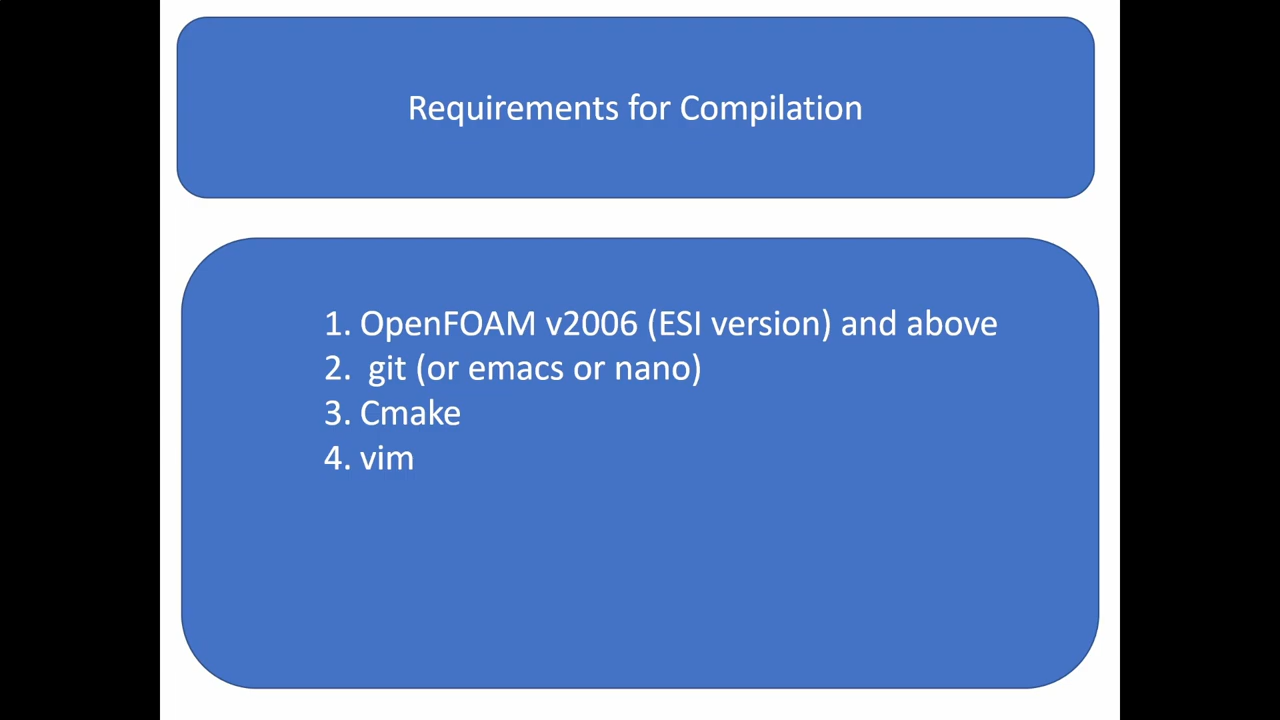 Requirements for Compilation
1. OpenFOAM v2006 (ESI version) and above
2. git (or emacs or nano)
3. Cmake
4. vim